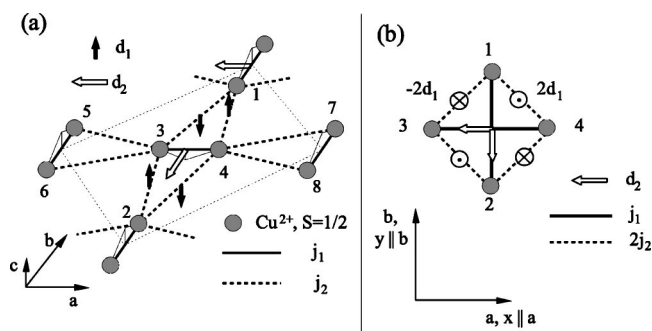 (a)
d₁
d₂
1
5
3
7
6
4
8
2
Cu²⁺, S=1/2
j₁
j₂
b
c
a
(b)
1
-2d₁
2d₁
3
4
2
d₂
j₁
2j₂
b,
y || b
a, x || a